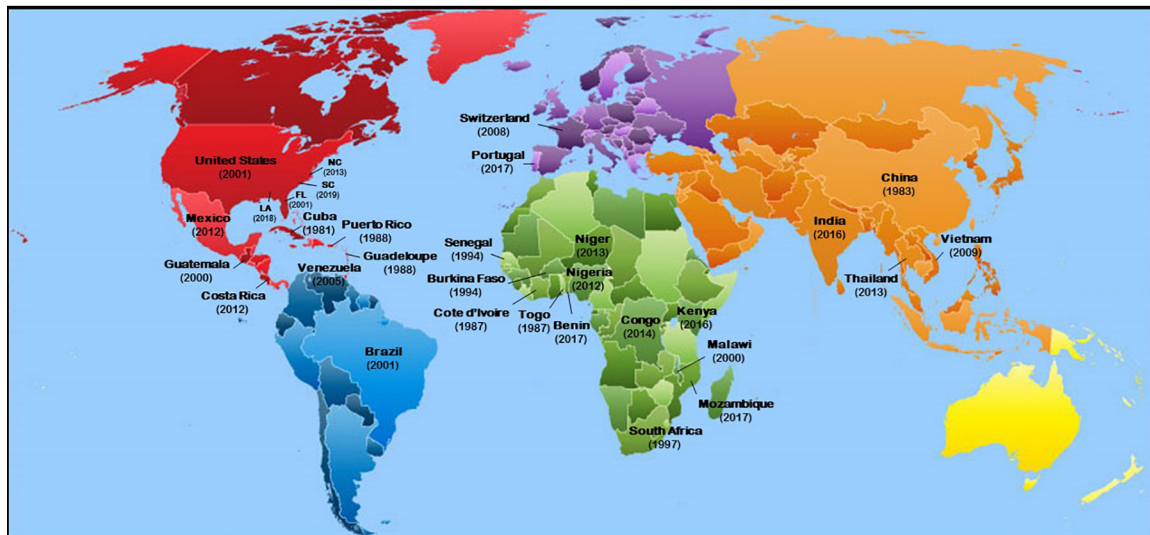 Switzerland
(2008)
Portugal
(2017)
United States
(2001)
NC
(2013)
SC
(2019)
FL
(2001)
LA
(2018)
Mexico
(2012)
Cuba
(1981)
Puerto Rico
(1988)
Guadeloupe
(1988)
Guatemala
(2000)
Costa Rica
(2012)
Venezuela
(2005)
Brazil
(2001)
Senegal
(1994)
Burkina Faso
(1994)
Cote d'Ivoire
(1987)
Togo
(1987)
Benin
(2017)
Niger
(2013)
Nigeria
(2012)
Congo
(2014)
Kenya
(2016)
Malawi
(2000)
Mozambique
(2017)
South Africa
(1997)
China
(1983)
India
(2016)
Vietnam
(2009)
Thailand
(2013)